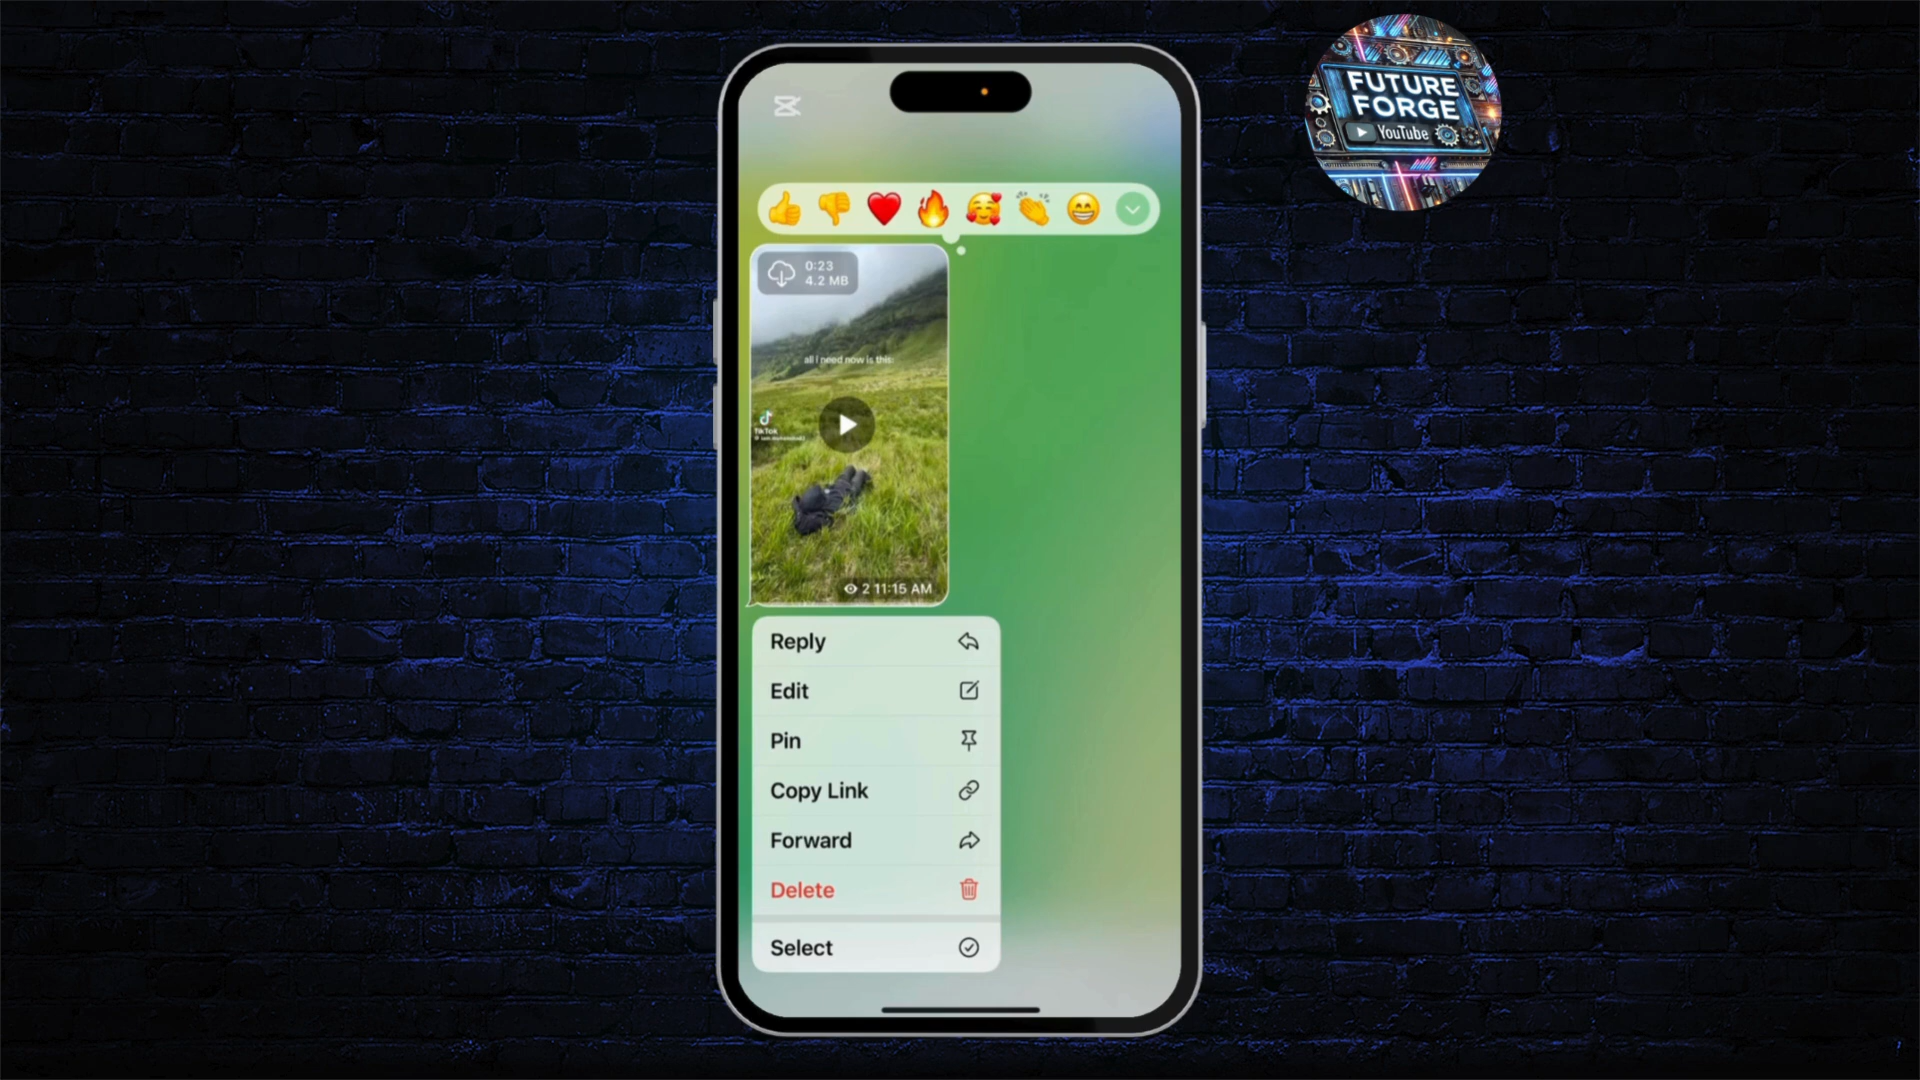 FUTURE
FORGE
YouTube
0:23
4.2 MB
all i need now is this:
TikTok
2 11:15 AM
Reply
Edit
Pin
Copy Link
Forward
Delete
Select